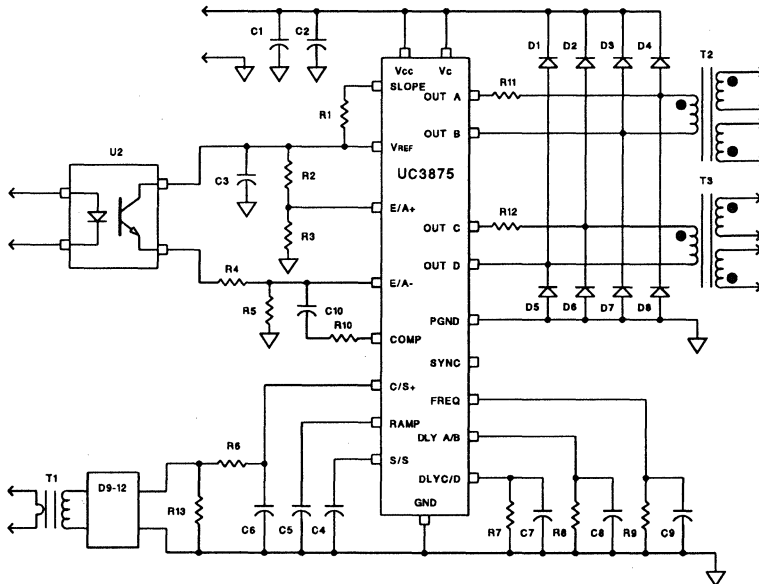 C1
C2
D1
D2
D3
D4
T2
Vcc
Vc
SLOPE
OUT A
R11
R1
OUT B
U2
VREF
UC3875
C3
R2
T3
E/A+
OUT C
R12
R3
OUT D
R4
E/A-
R5
C10
R10
D5
D6
D7
D8
PGND
COMP
SYNC
C/S+
FREQ
RAMP
DLY A/B
R6
S/S
T1
D9-12
DLYC/D
R13
GND
C6
C5
C4
R7
C7
R8
C8
R9
C9